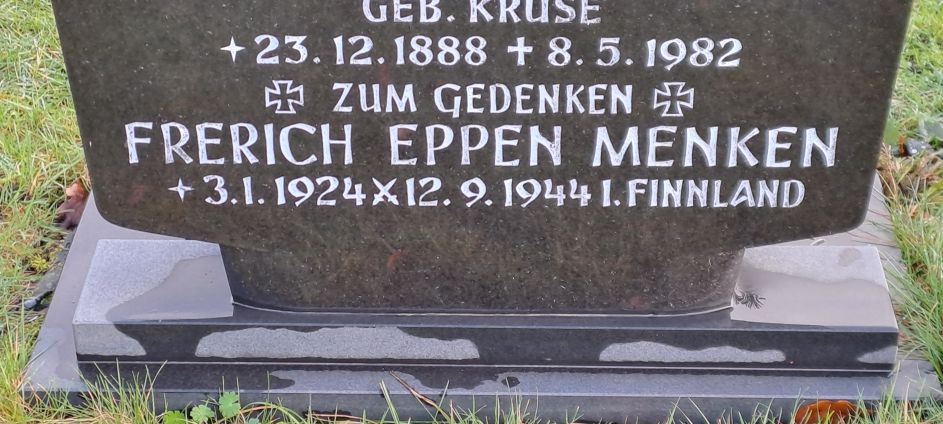 GEB. KRUSE
✦ 23.12.1888 ✝ 8.5.1982
✠ ZUM GEDENKEN ✠
FRERICH EPPEN MENKEN
✦ 3.1.1924 ⚔ 12.9.1944 I. FINNLAND